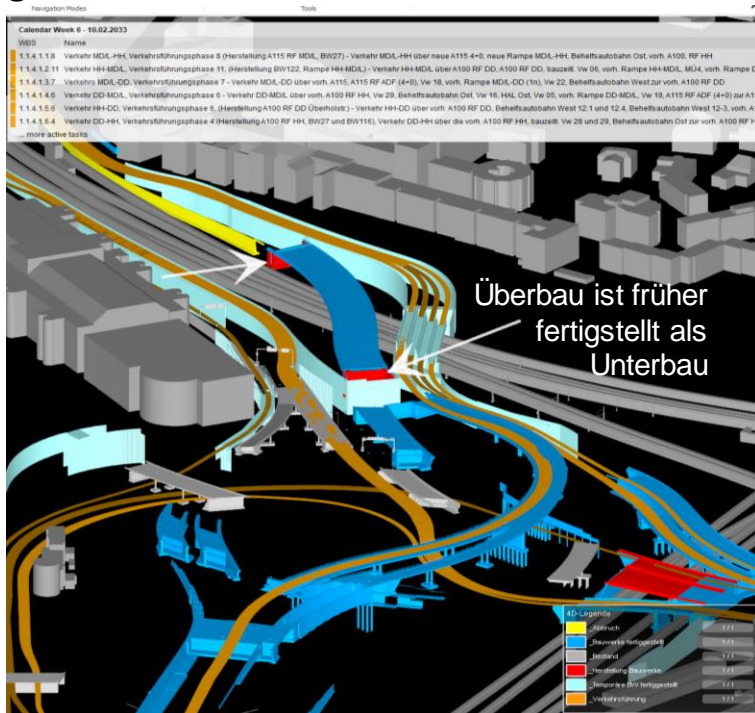 Navigation Modes Tools
Calendar Week 6 - 10.02.2033
WBS Name
1.1.4.1.1.8 Verkehr MD/L-HH, Verkehrsführungsphase 8 (Herstellung A115 RF MD/L, BW27) - Verkehr MD/L-HH über neue A115 4+0, neue Rampe MD/L-HH, Behelfsautobahn Ost, vorh. A100, RF HH
1.1.4.1.2.11 Verkehr HH-MD/L, Verkehrsführungsphase 11, (Herstellung BW122, Rampe HH-MD/L) - Verkehr HH-MD/L über A100 RF DD, A100 RF DD, bauzeitl. Vw 06, vorh. Rampe HH-MD/L, MÜ4, vorh. Rampe D
1.1.4.1.3.7 Verkehrs MD/L-DD, Verkehrsführungsphase 7 - Verkehr MD/L-DD über vorh. A115, A115 RF ADF (4+0), Vw 18, vorh. Rampe MD/L-DD (1n), Vw 22, Behelfsautobahn West zur vorh. A100 RF DD
1.1.4.1.4.6 Verkehr DD-MD/L, Verkehrsführungsphase 6 - Verkehr DD-MD/L über vorh. A100 RF HH, Vw 29, Behelfsautobahn Ost, Vw 16, HAL Ost, Vw 05, vorh. Rampe DD-MD/L, Vw 19, A115 RF ADF (4+0) zur A1
1.1.4.1.5.6 Verkehr HH-DD, Verkehrsführungsphase 6, (Herstellung A100 RF DD Überholstr.) - Verkehr HH-DD über vorh. A100 RF DD, Behelfsautobahn West 12.1 und 12.4, Behelfsautobahn West 12-3, vorh. A
1.1.4.1.6.4 Verkehr DD-HH, Verkehrsführungsphase 4 (Herstellung A100 RF HH, BW27 und BW116), Verkehr DD-HH über die vorh. A100 RF HH, bauzeitl. Vw 28 und 29, Behelfsautobahn Ost zur vorh. A100 RF H
... more active tasks
Überbau ist früher
fertigstellt als
Unterbau
4D-Legende
_Abbruch 1 / 1
_Bauwerke fertiggestellt 1 / 1
_Bestand 1 / 1
_Herstellung Bauwerke 1 / 1
_Temporäre BW fertiggestellt 1 / 1
_Verkehrsführung 1 / 1